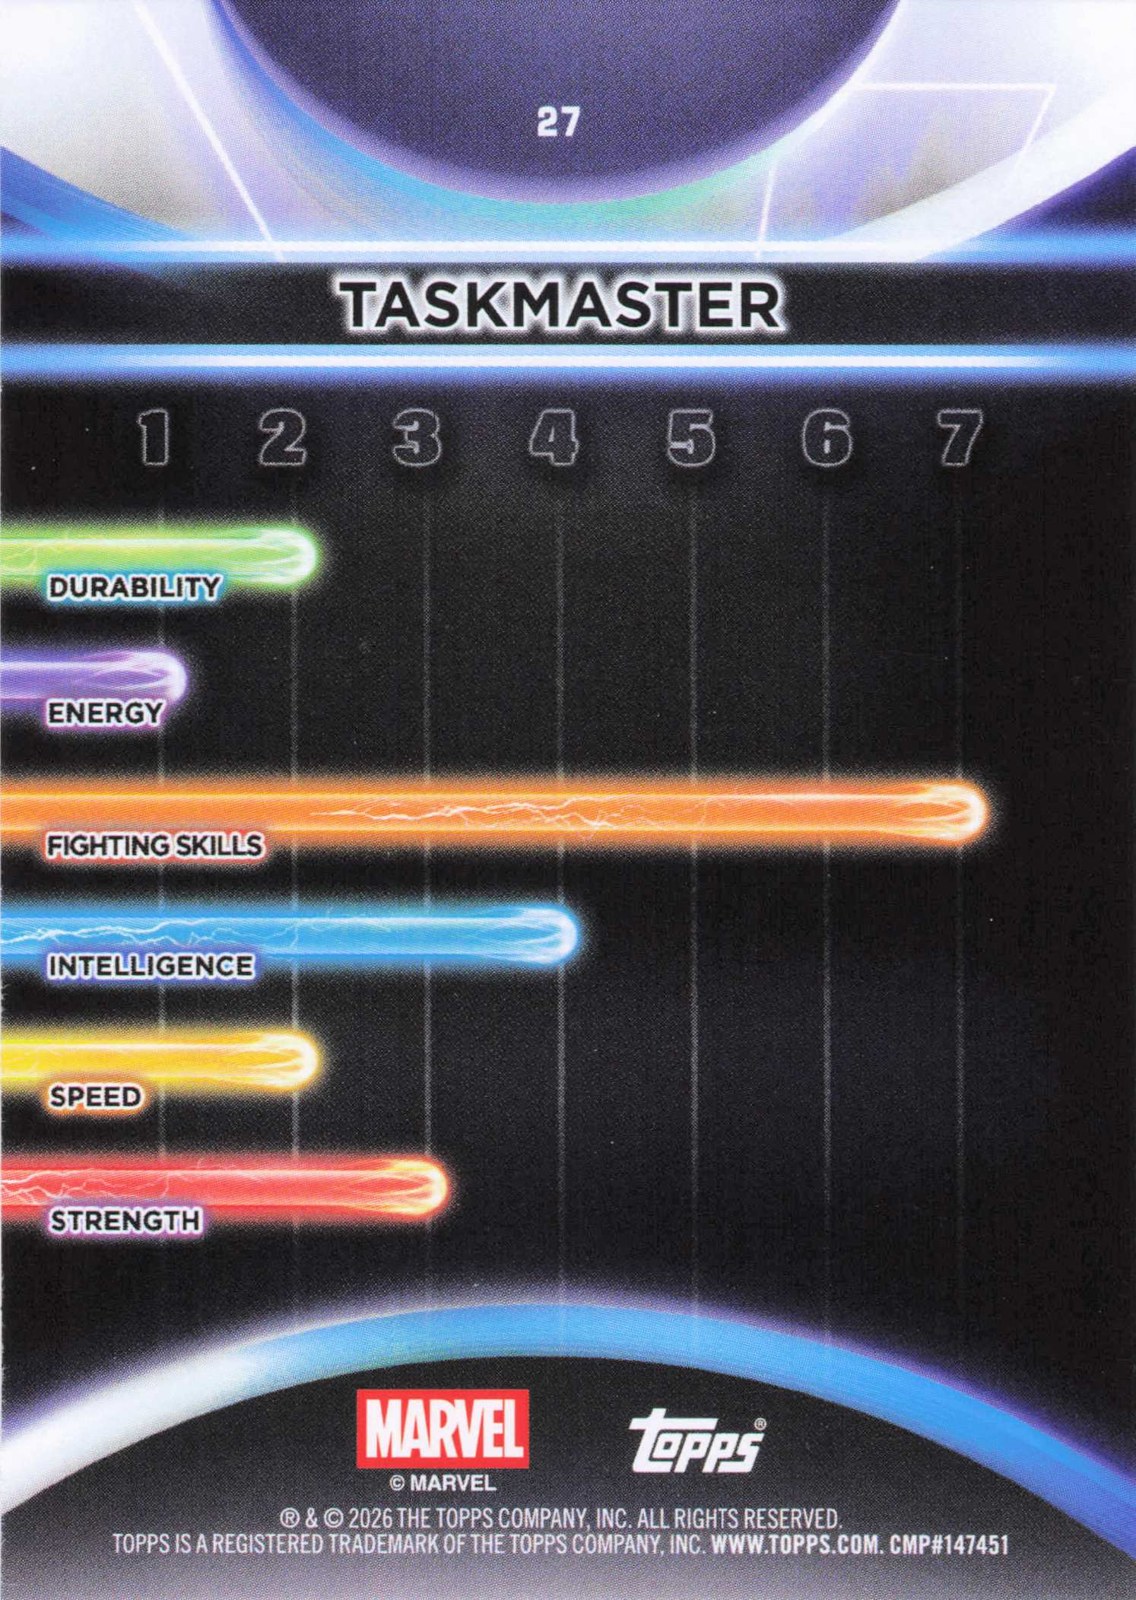 27
TASKMASTER
1 2 3 4 5 6 7
DURABILITY
ENERGY
FIGHTING SKILLS
INTELLIGENCE
SPEED
STRENGTH
MARVEL
© MARVEL
Topps®
® & © 2026 THE TOPPS COMPANY, INC. ALL RIGHTS RESERVED.
TOPPS IS A REGISTERED TRADEMARK OF THE TOPPS COMPANY, INC. WWW.TOPPS.COM. CMP#147451